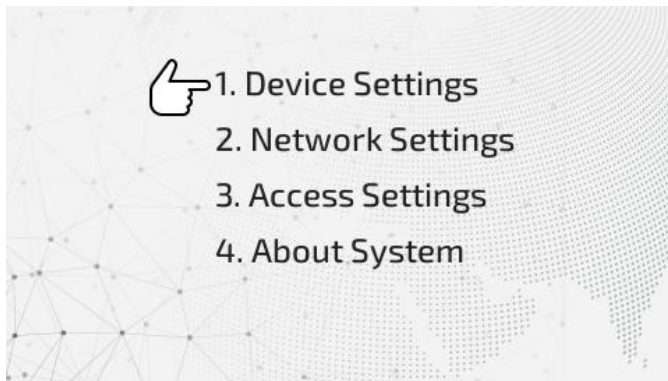 1. Device Settings
2. Network Settings
3. Access Settings
4. About System